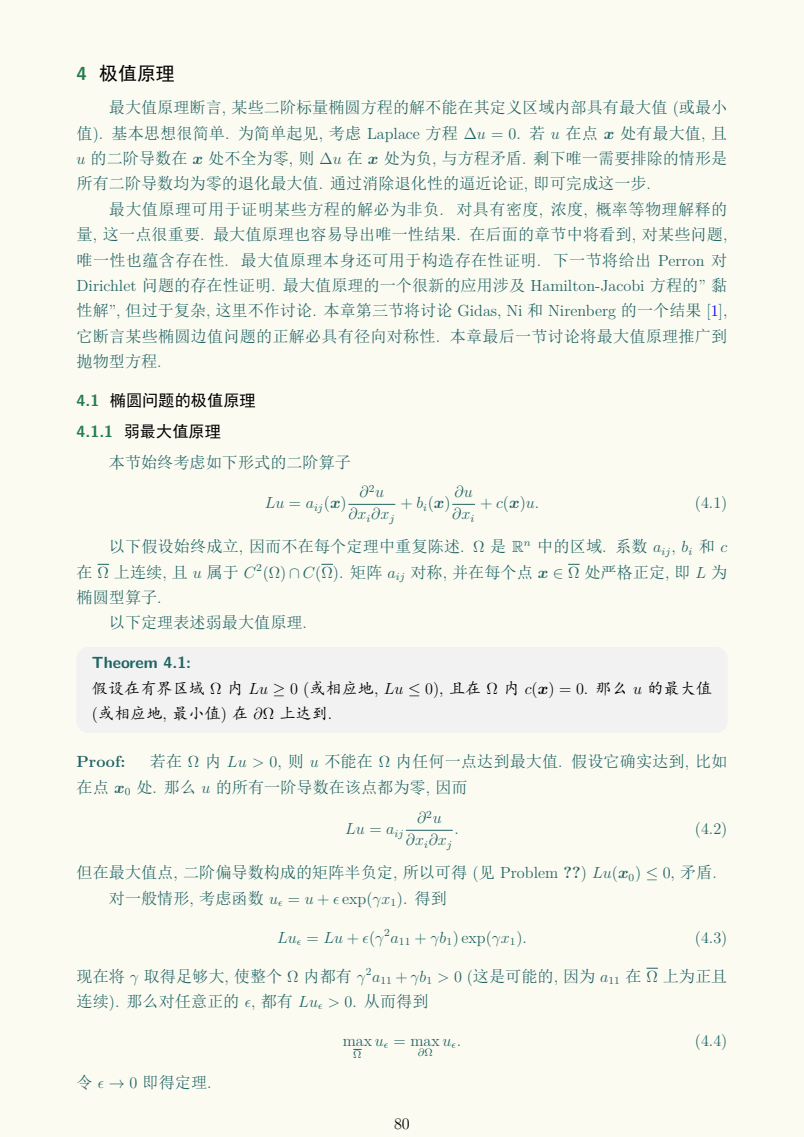 4 极值原理
最大值原理断言, 某些二阶标量椭圆方程的解不能在其定义区域内部具有最大值 (或最小
值). 基本思想很简单. 为简单起见, 考虑 Laplace 方程 Δu = 0. 若 u 在点 x 处有最大值, 且
u 的二阶导数在 x 处不全为零, 则 Δu 在 x 处为负, 与方程矛盾. 剩下唯一需要排除的情形是
所有二阶导数均为零的退化最大值. 通过消除退化性的逼近论证, 即可完成这一步.
最大值原理可用于证明某些方程的解必为非负. 对具有密度, 浓度, 概率等物理解释的
量, 这一点很重要. 最大值原理也容易导出唯一性结果. 在后面的章节中将看到, 对某些问题,
唯一性也蕴含存在性. 最大值原理本身还可用于构造存在性证明. 下一节将给出 Perron 对
Dirichlet 问题的存在性证明. 最大值原理的一个很新的应用涉及 Hamilton-Jacobi 方程的” 黏
性解”, 但过于复杂, 这里不作讨论. 本章第三节将讨论 Gidas, Ni 和 Nirenberg 的一个结果 [1],
它断言某些椭圆边值问题的正解必具有径向对称性. 本章最后一节讨论将最大值原理推广到
抛物型方程.
4.1 椭圆问题的极值原理
4.1.1 弱最大值原理
本节始终考虑如下形式的二阶算子
Lu = a_{ij}(x) ∂²u/∂x_i∂x_j + b_i(x) ∂u/∂x_i + c(x)u. (4.1)
以下假设始终成立, 因而不在每个定理中重复陈述. Ω 是 ℝⁿ 中的区域. 系数 a_{ij}, b_i 和 c
在 Ω̅ 上连续, 且 u 属于 C²(Ω) ∩ C(Ω̅). 矩阵 a_{ij} 对称, 并在每个点 x ∈ Ω̅ 处严格正定, 即 L 为
椭圆型算子.
以下定理表述弱最大值原理.
Theorem 4.1:
假设在有界区域 Ω 内 Lu ≥ 0 (或相应地, Lu ≤ 0), 且在 Ω 内 c(x) = 0. 那么 u 的最大值
(或相应地, 最小值) 在 ∂Ω 上达到.
Proof: 若在 Ω 内 Lu > 0, 则 u 不能在 Ω 内任何一点达到最大值. 假设它确实达到, 比如
在点 x₀ 处. 那么 u 的所有一阶导数在该点都为零, 因而
Lu = a_{ij} ∂²u/∂x_i∂x_j. (4.2)
但在最大值点, 二阶偏导数构成的矩阵半负定, 所以可得 (见 Problem ??) Lu(x₀) ≤ 0, 矛盾.
对一般情形, 考虑函数 u_ϵ = u + ϵ exp(γx₁). 得到
Lu_ϵ = Lu + ϵ(γ²a₁₁ + γb₁) exp(γx₁). (4.3)
现在将 γ 取得足够大, 使整个 Ω 内都有 γ²a₁₁ + γb₁ > 0 (这是可能的, 因为 a₁₁ 在 Ω̅ 上为正且
连续). 那么对任意正的 ϵ, 都有 Lu_ϵ > 0. 从而得到
max_{Ω̅} u_ϵ = max_{∂Ω} u_ϵ. (4.4)
令 ϵ → 0 即得定理.
80